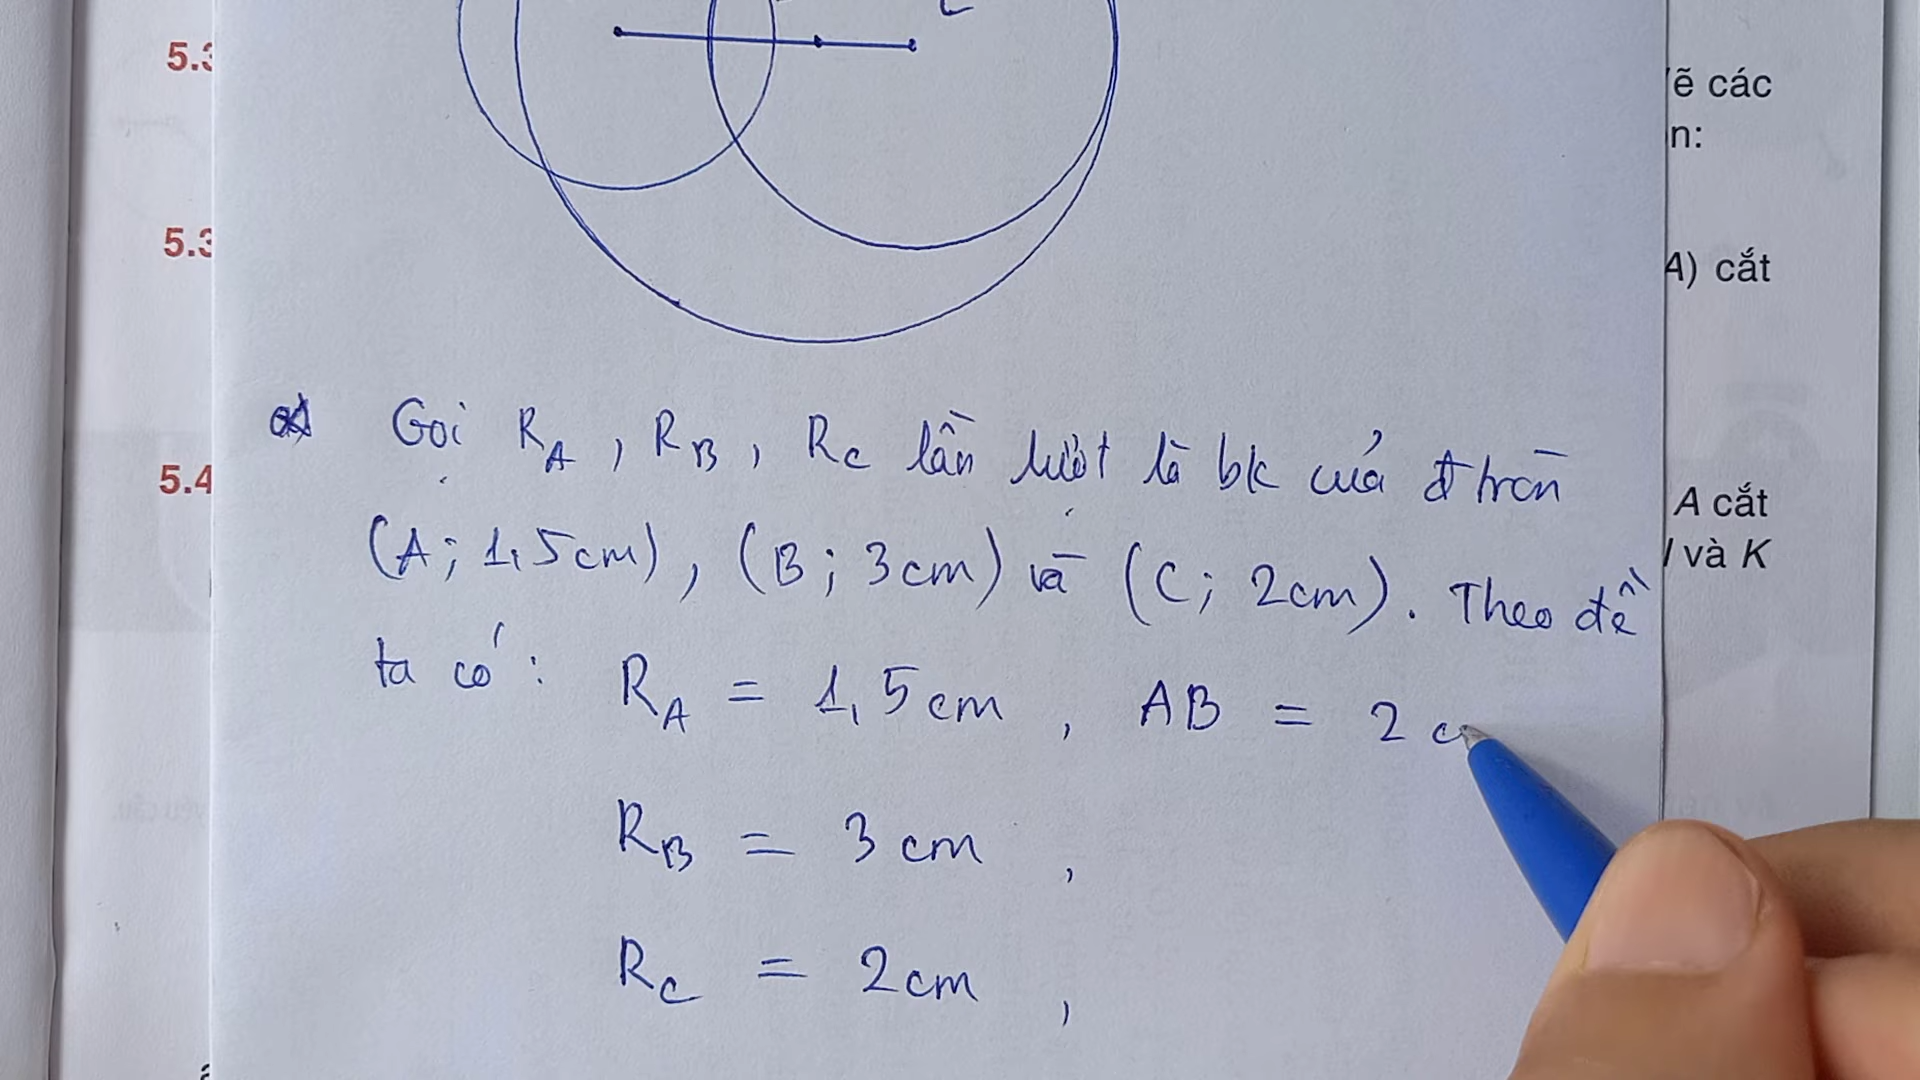 5.3
ẽ các
n:
5.3
A) cắt
Gọi R_A , R_B , R_C lần lượt là bk của đ tròn
5.4
A cắt
(A; 1,5cm), (B; 3cm) và (C; 2cm). Theo đề
và K
ta có: R_A = 1,5cm , AB = 2 c
R_B = 3cm ,
R_C = 2cm ,